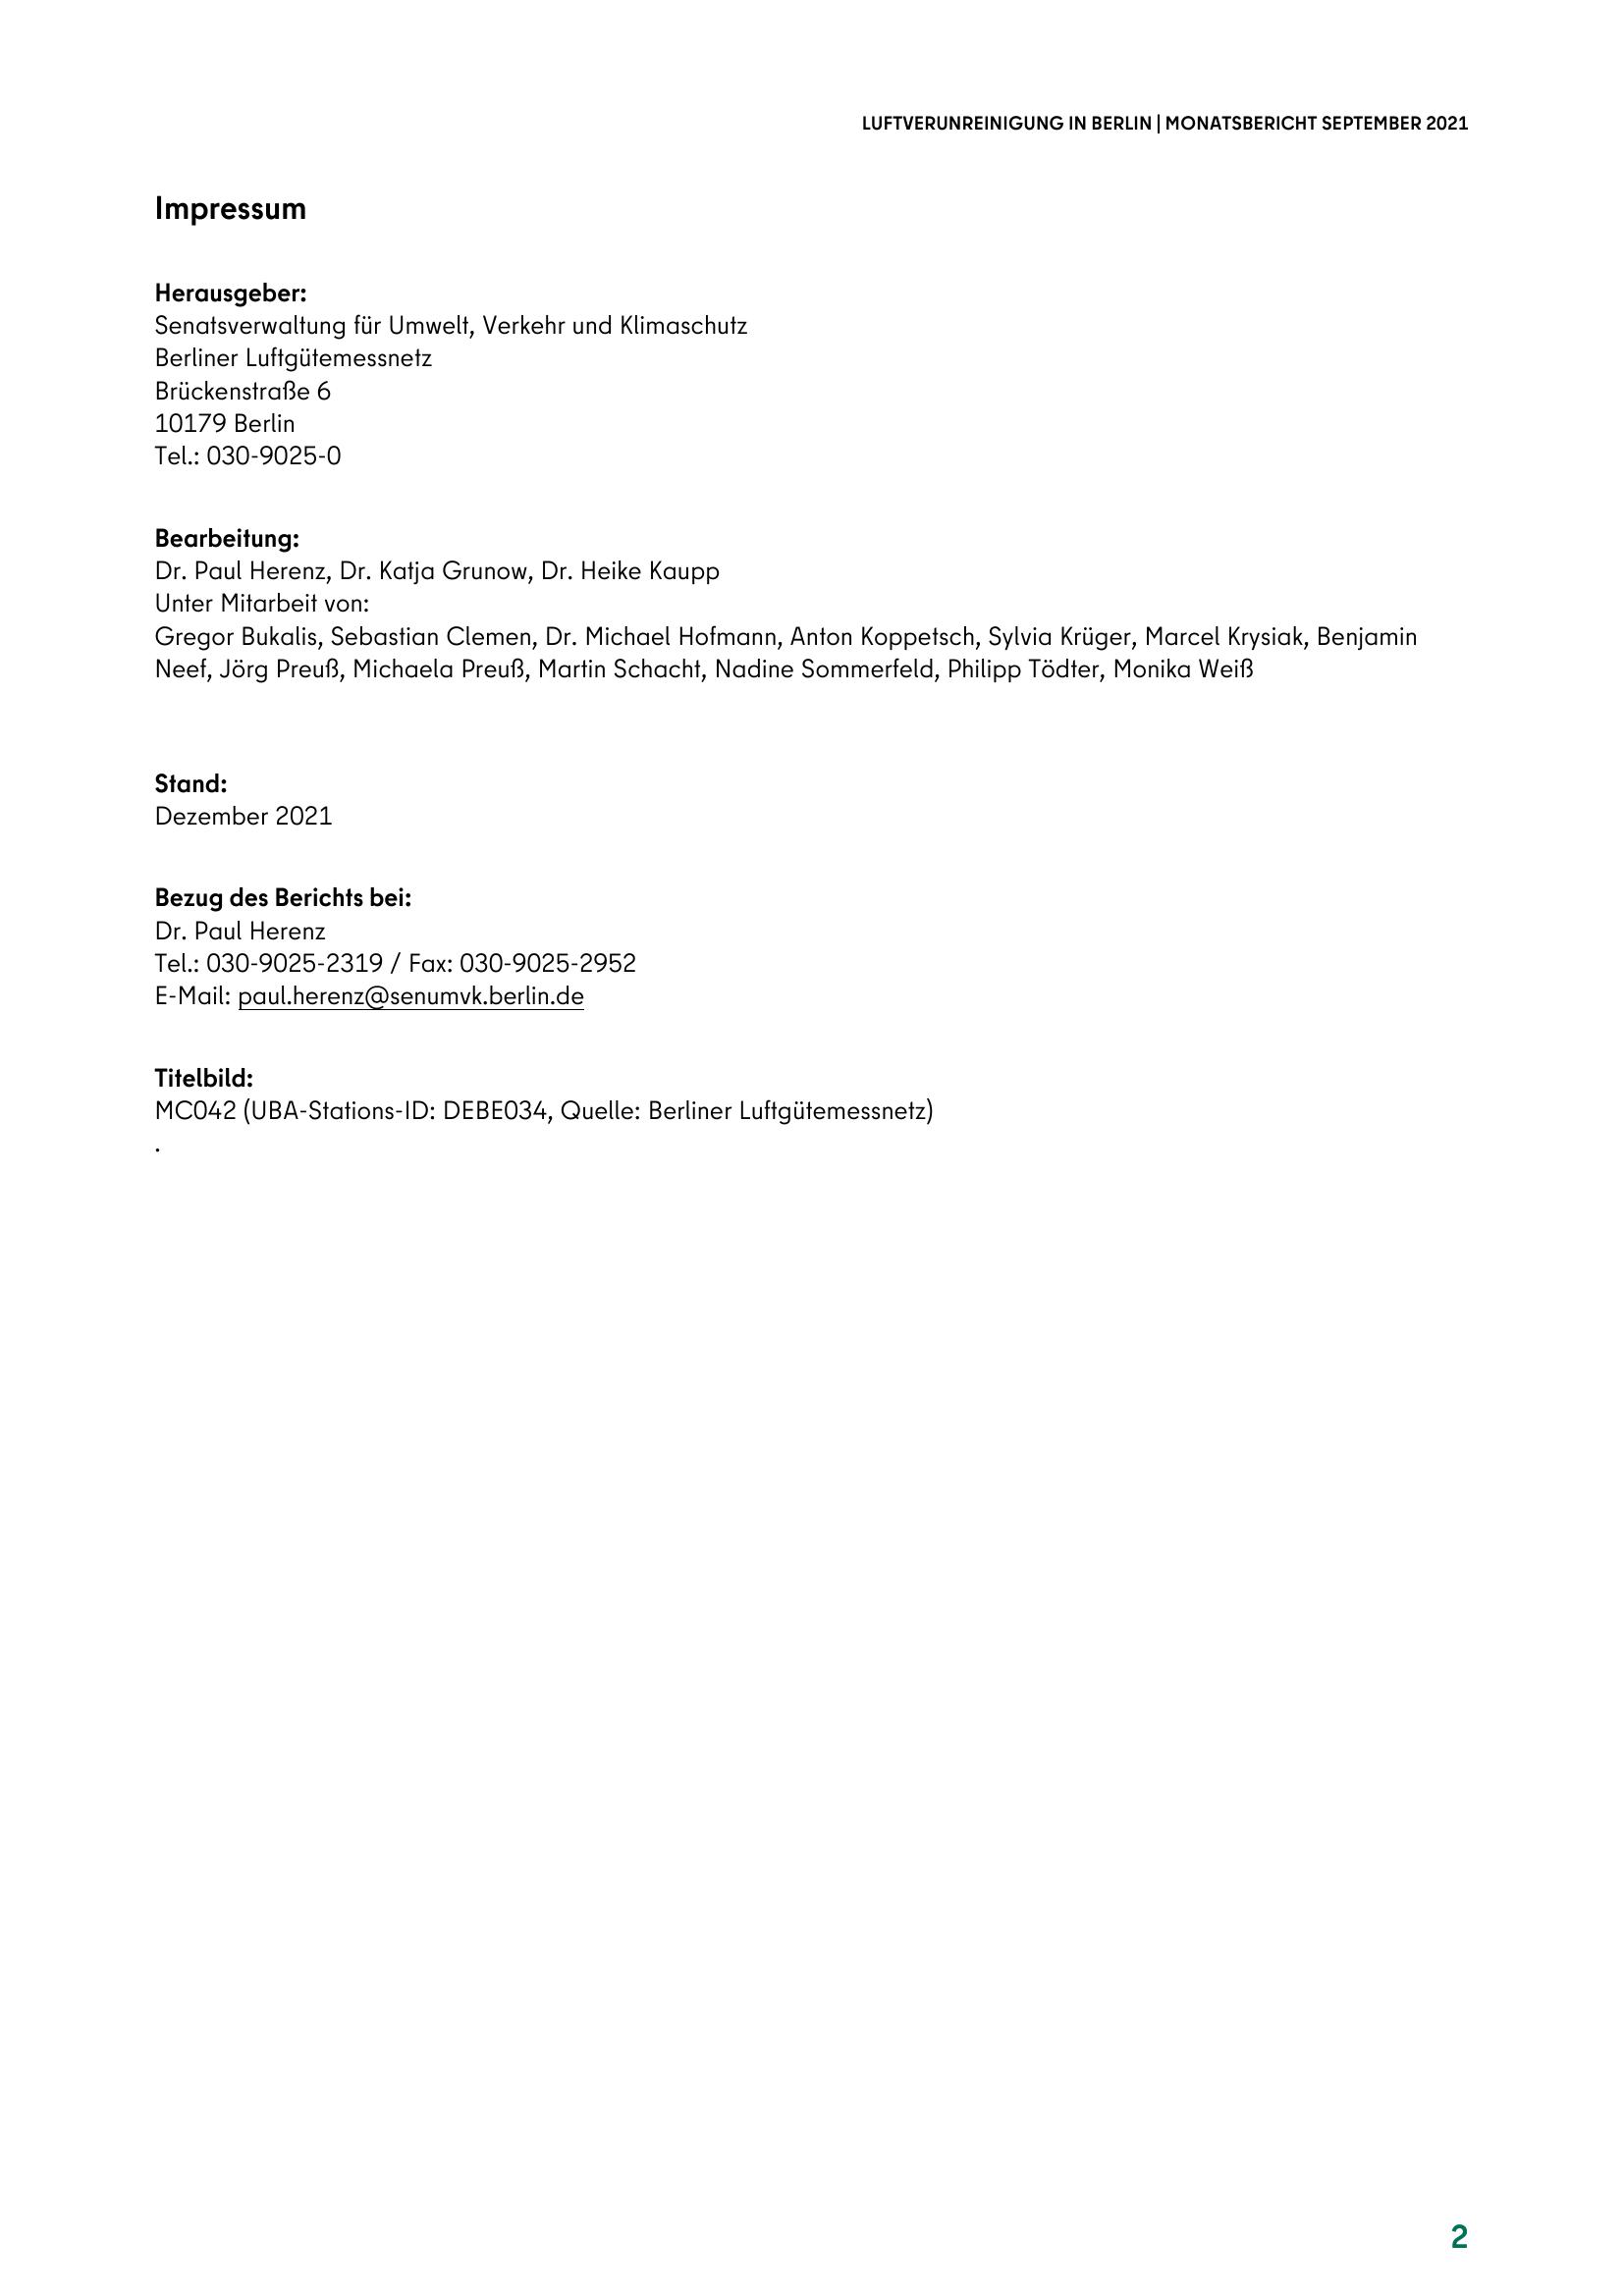 LUFTVERUNREINIGUNG IN BERLIN | MONATSBERICHT SEPTEMBER 2021
Impressum
Herausgeber:
Senatsverwaltung für Umwelt, Verkehr und Klimaschutz
Berliner Luftgütemessnetz
Brückenstraße 6
10179 Berlin
Tel.: 030-9025-0
Bearbeitung:
Dr. Paul Herenz, Dr. Katja Grunow, Dr. Heike Kaupp
Unter Mitarbeit von:
Gregor Bukalis, Sebastian Clemen, Dr. Michael Hofmann, Anton Koppetsch, Sylvia Krüger, Marcel Krysiak, Benjamin
Neef, Jörg Preuß, Michaela Preuß, Martin Schacht, Nadine Sommerfeld, Philipp Tödter, Monika Weiß
Stand:
Dezember 2021
Bezug des Berichts bei:
Dr. Paul Herenz
Tel.: 030-9025-2319 / Fax: 030-9025-2952
E-Mail: paul.herenz@senumvk.berlin.de
Titelbild:
MC042 (UBA-Stations-ID: DEBE034, Quelle: Berliner Luftgütemessnetz)
.
2